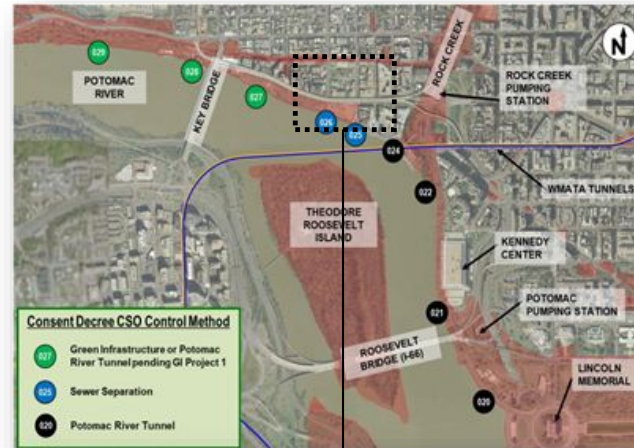 029
POTOMAC
RIVER
028
KEY BRIDGE
027
026
025
ROCK CREEK
N
ROCK CREEK
PUMPING
STATION
024
WMATA TUNNELS
022
THEODORE
ROOSEVELT
ISLAND
KENNEDY
CENTER
021
POTOMAC
PUMPING STATION
ROOSEVELT
BRIDGE (I-66)
020
LINCOLN
MEMORIAL
Consent Decree CSO Control Method
027
Green Infrastructure or Potomac
River Tunnel pending GI Project 1
025
Sewer Separation
020
Potomac River Tunnel